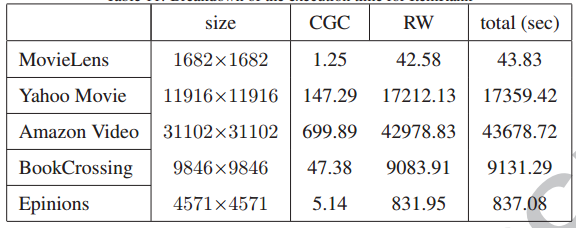 size CGC RW total (sec)
MovieLens 1682×1682 1.25 42.58 43.83
Yahoo Movie 11916×11916 147.29 17212.13 17359.42
Amazon Video 31102×31102 699.89 42978.83 43678.72
BookCrossing 9846×9846 47.38 9083.91 9131.29
Epinions 4571×4571 5.14 831.95 837.08